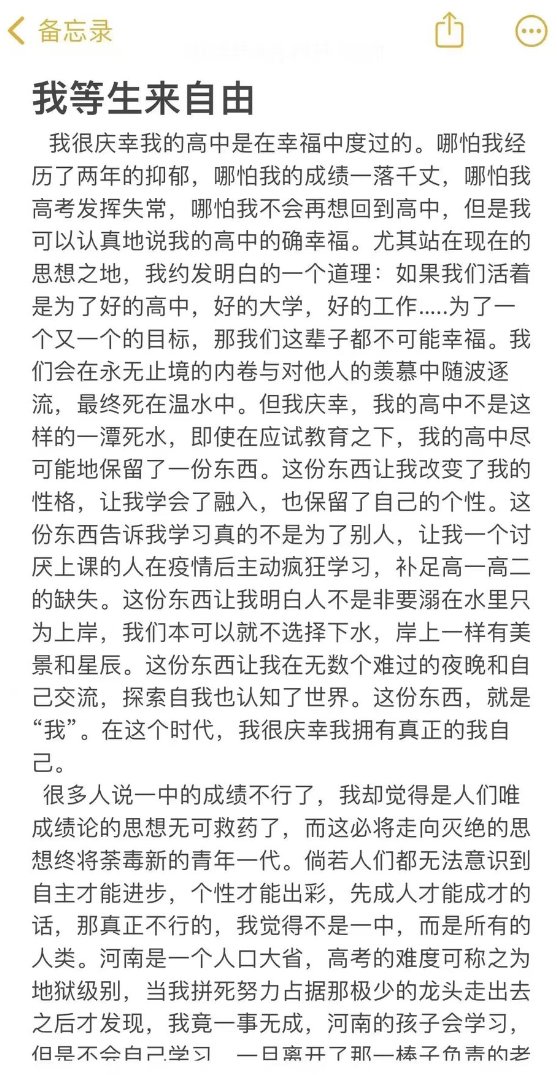 备忘录
我等生来自由
我很庆幸我的高中是在幸福中度过的。哪怕我经
历了两年的抑郁，哪怕我的成绩一落千丈，哪怕我
高考发挥失常，哪怕我不会再想回到高中，但是我
可以认真地说我的高中的确幸福。尤其站在现在的
思想之地，我约发明白的一个道理：如果我们活着
是为了好的高中，好的大学，好的工作.....为了一
个又一个的目标，那我们这辈子都不可能幸福。我
们会在永无止境的内卷与对他人的羡慕中随波逐
流，最终死在温水中。但我庆幸，我的高中不是这
样的一潭死水，即使在应试教育之下，我的高中尽
可能地保留了一份东西。这份东西让我改变了我的
性格，让我学会了融入，也保留了自己的个性。这
份东西告诉我学习真的不是为了别人，让我一个讨
厌上课的人在疫情后主动疯狂学习，补足高一高二
的缺失。这份东西让我明白人不是非要溺在水里只
为上岸，我们本可以就不选择下水，岸上一样有美
景和星辰。这份东西让我在无数个难过的夜晚和自
己交流，探索自我也认知了世界。这份东西，就是
“我”。在这个时代，我很庆幸我拥有真正的我自
己。
很多人说一中的成绩不行了，我却觉得是人们唯
成绩论的思想无可救药了，而这必将走向灭绝的思
想终将荼毒新的青年一代。倘若人们都无法意识到
自主才能进步，个性才能出彩，先成人才能成才的
话，那真正不行的，我觉得不是一中，而是所有的
人类。河南是一个人口大省，高考的难度可称之为
地狱级别，当我拼死努力占据那极少的龙头走出去
之后才发现，我竟一事无成，河南的孩子会学习，
但是不会自己学习，一旦离开了那一棒子负责的老